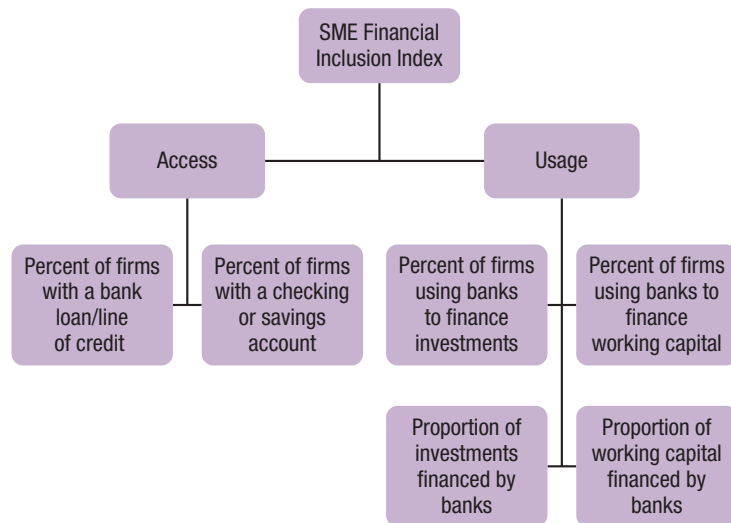 SME Financial
Inclusion Index
Access
Usage
Percent of firms
with a bank
loan/line
of credit
Percent of firms
with a checking
or savings
account
Percent of firms
using banks
to finance
investments
Percent of firms
using banks to
finance
working capital
Proportion of
investments
financed by
banks
Proportion of
working capital
financed by
banks